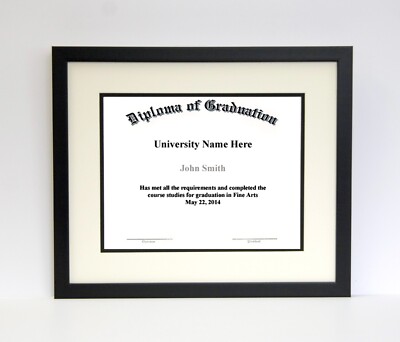 Diploma of Graduation
University Name Here
John Smith
Has met all the requirements and completed the
course studies for graduation in Fine Arts
May 22, 2014